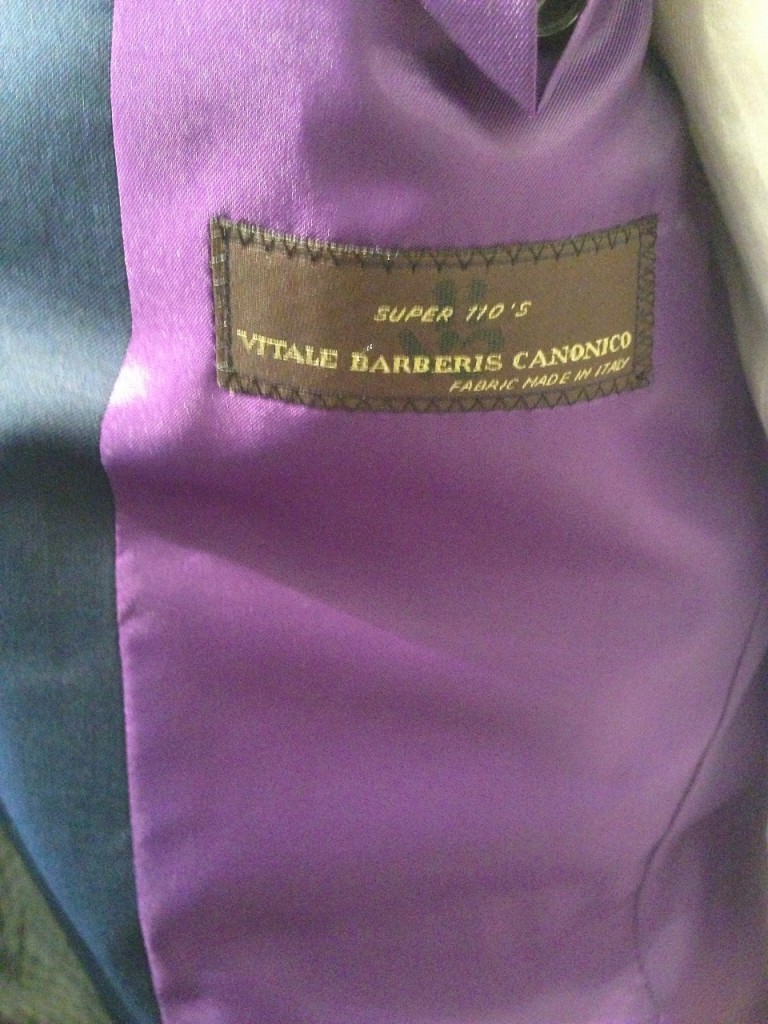 SUPER 110'S
VITALE BARBERIS CANONICO
FABRIC MADE IN ITALY